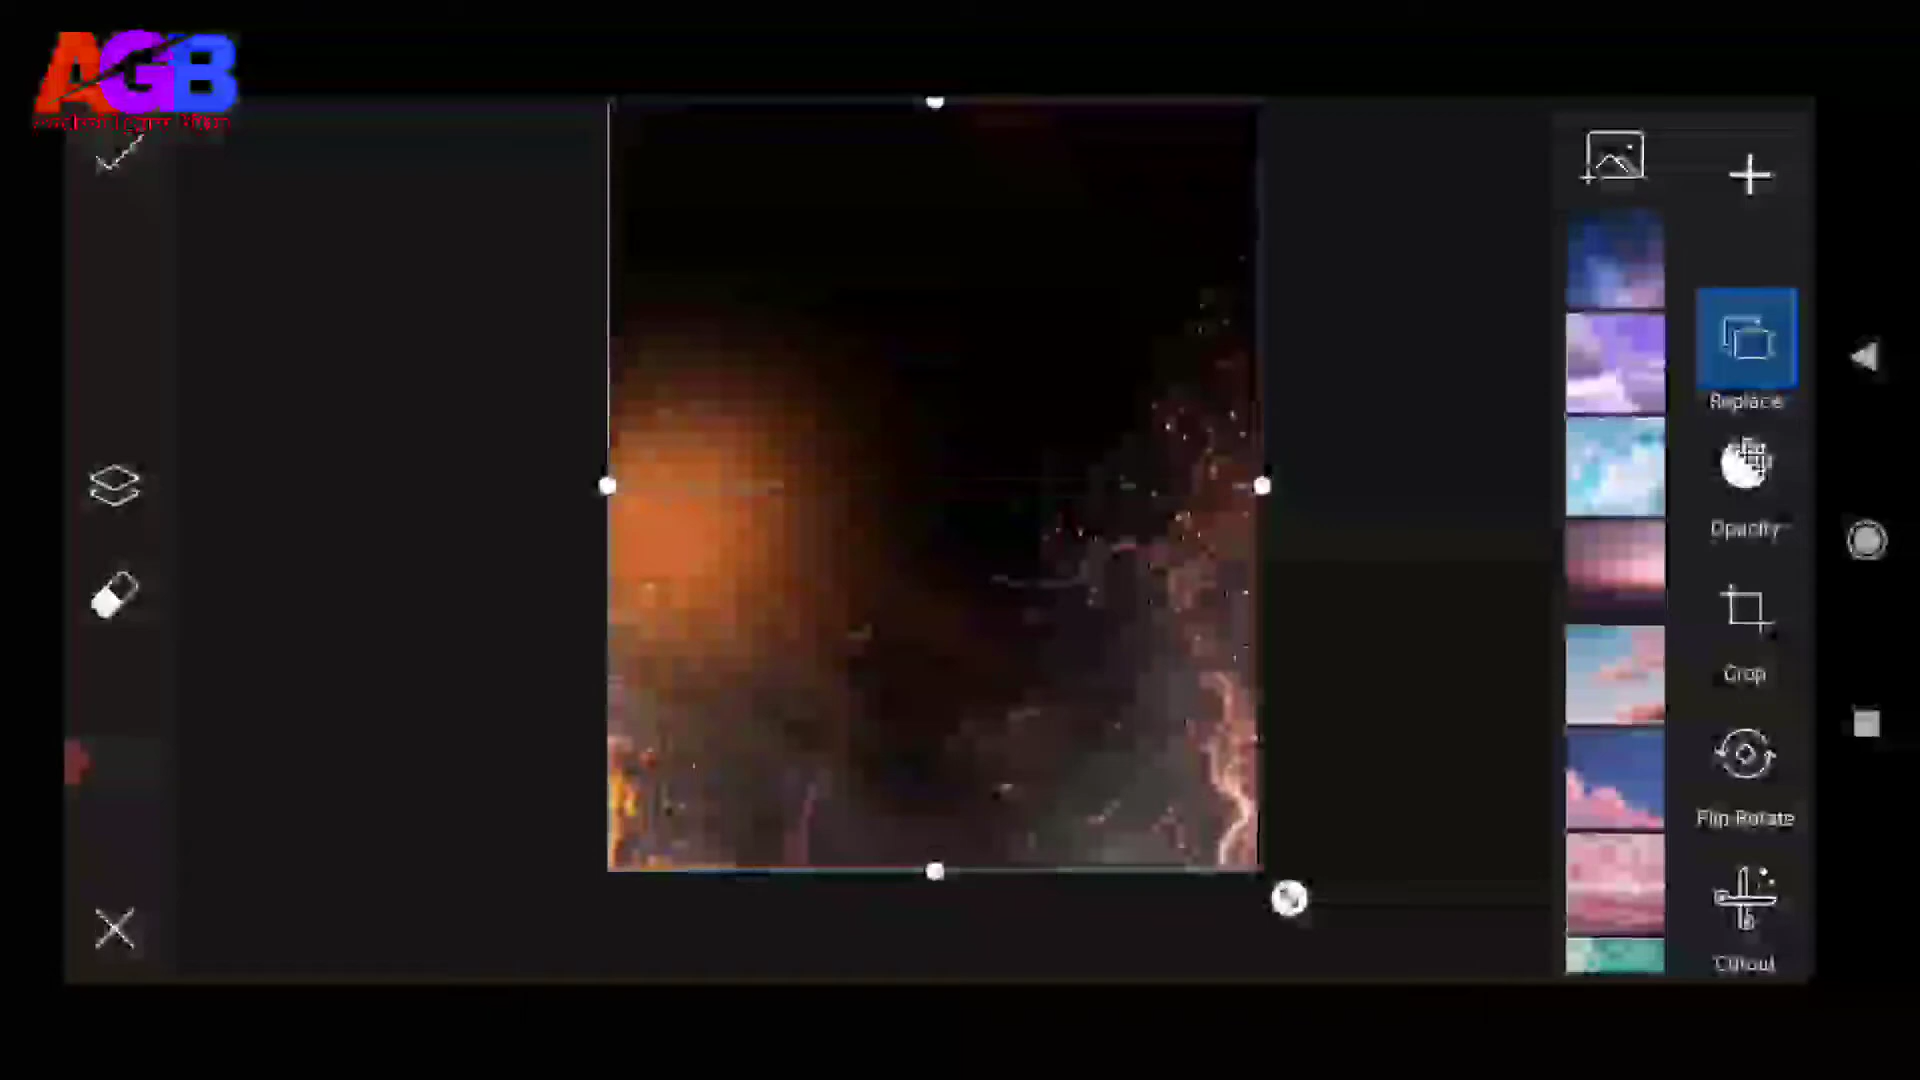 AGB
Replace
Opacity
Crop
Flip-Rotate
Cutout